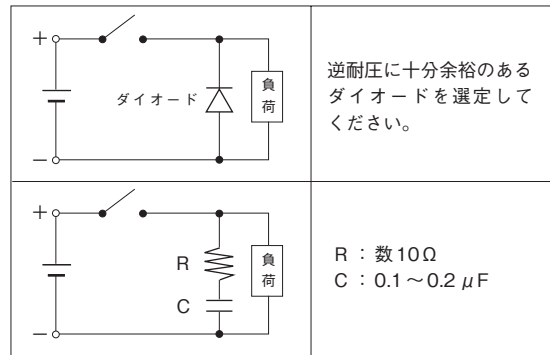 +
ダイオード
負荷
−
逆耐圧に十分余裕のある
ダイオードを選定して
ください。
+
R
C
負荷
−
R：数10Ω
C：0.1～0.2 μF